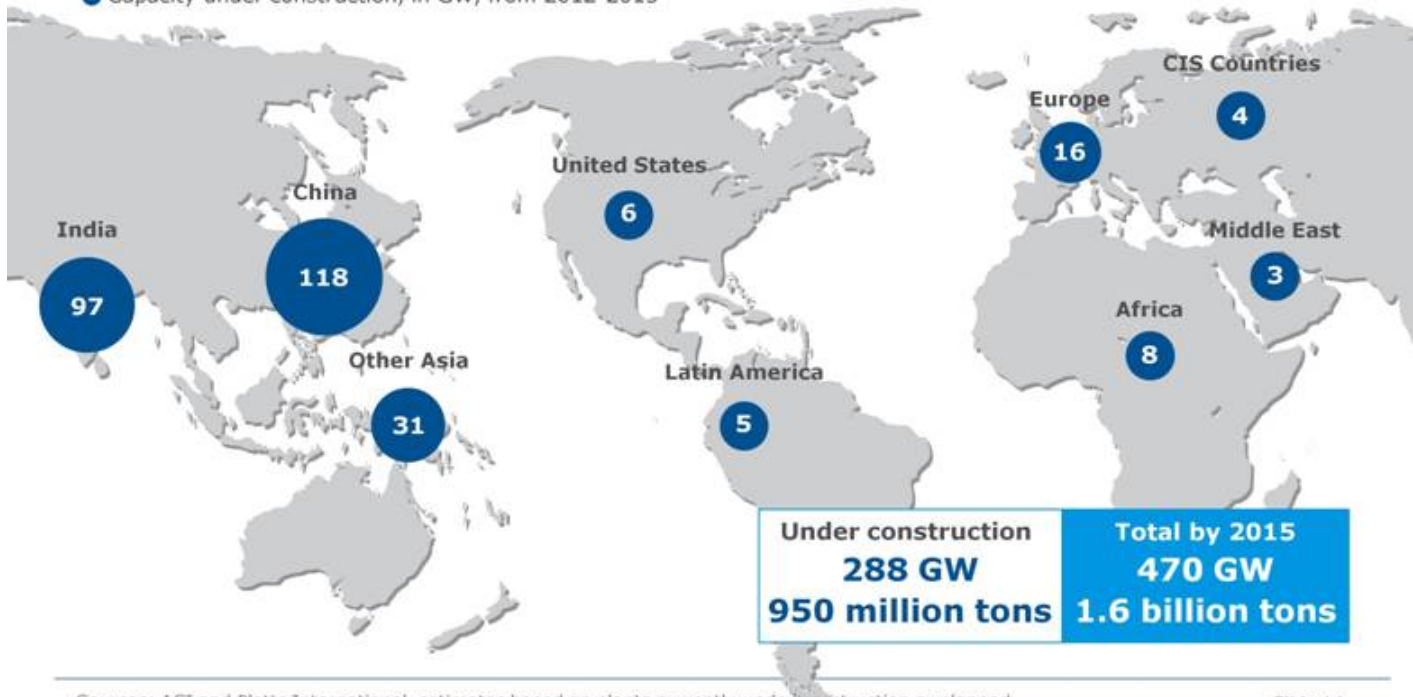 Capacity under construction, in GW, from 2012-2015
CIS Countries
4
Europe
16
United States
6
China
118
India
97
Middle East
3
Africa
8
Other Asia
31
Latin America
5
Under construction
288 GW
950 million tons
Total by 2015
470 GW
1.6 billion tons